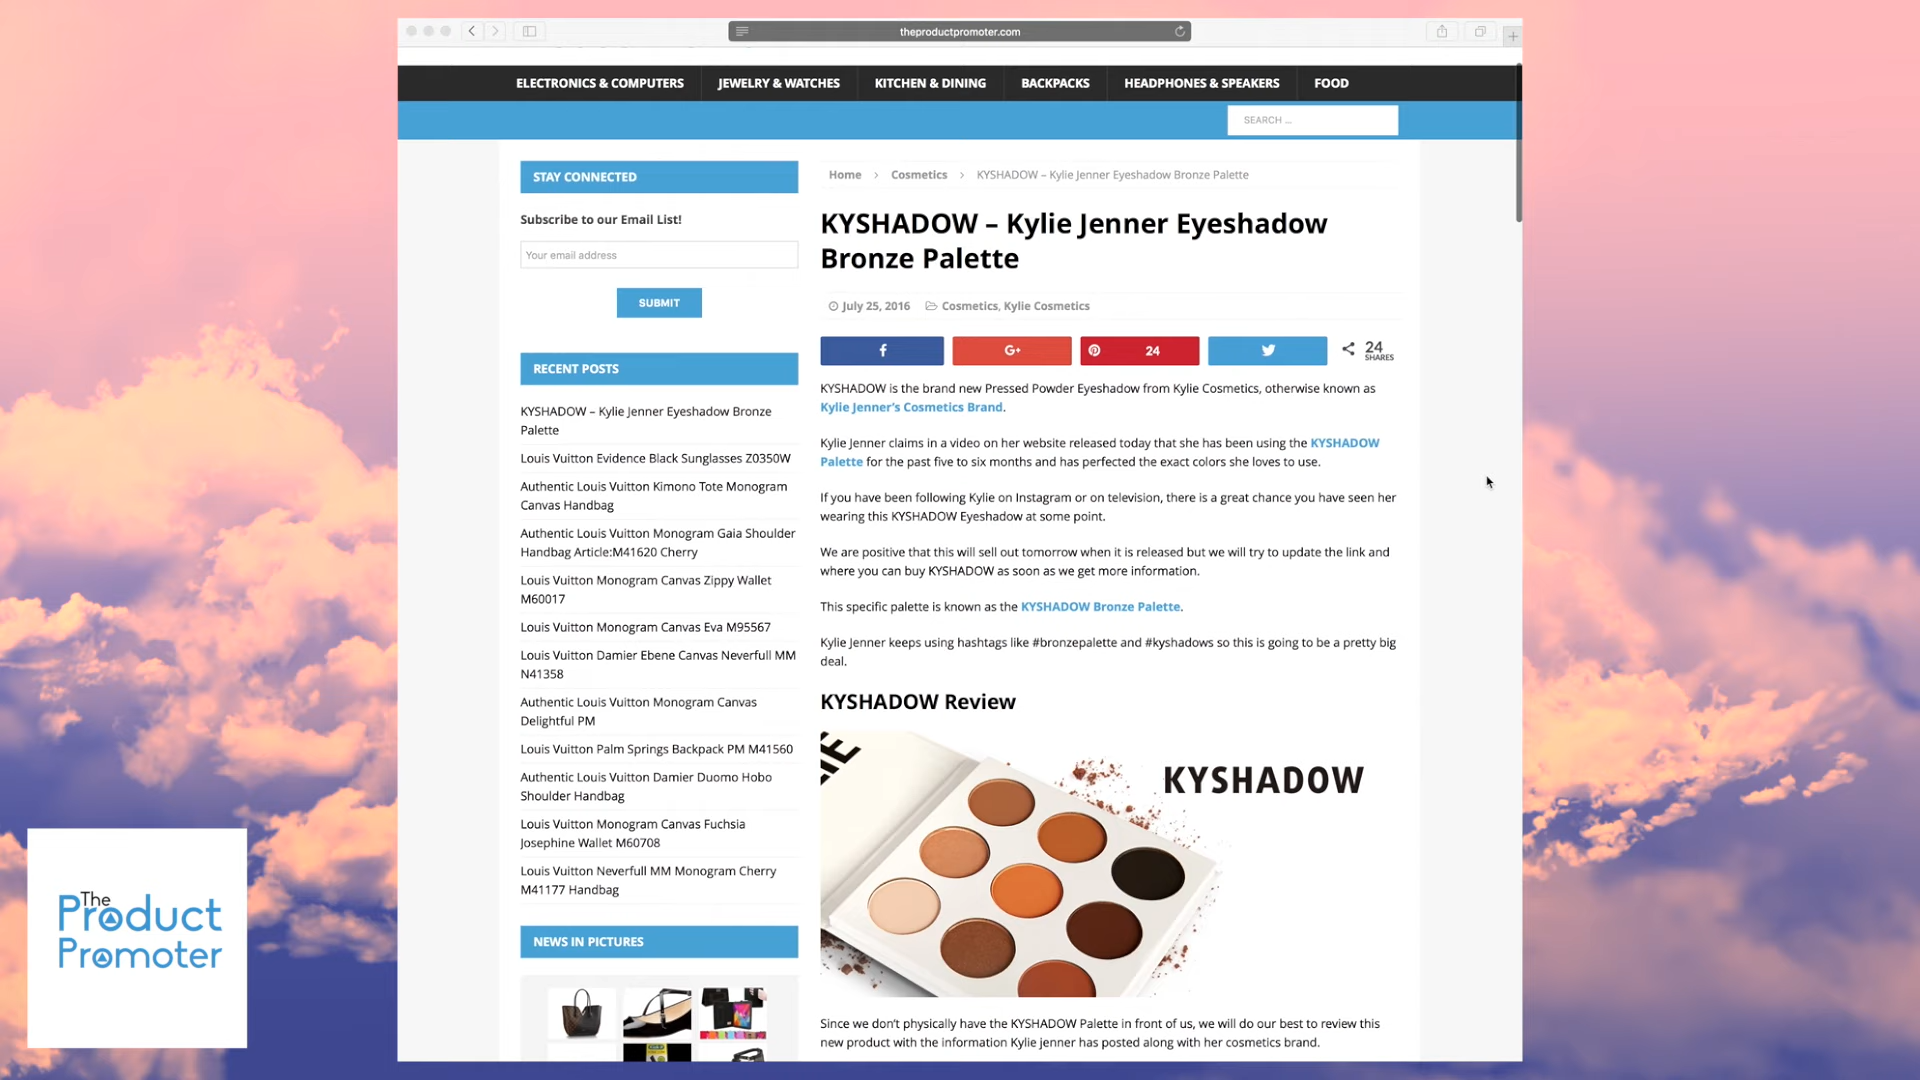 theproductpromoter.com
ELECTRONICS & COMPUTERS
JEWELRY & WATCHES
KITCHEN & DINING
BACKPACKS
HEADPHONES & SPEAKERS
FOOD
SEARCH ...
STAY CONNECTED
Subscribe to our Email List!
Your email address
SUBMIT
RECENT POSTS
KYSHADOW – Kylie Jenner Eyeshadow Bronze
Palette
Louis Vuitton Evidence Black Sunglasses Z0350W
Authentic Louis Vuitton Kimono Tote Monogram
Canvas Handbag
Authentic Louis Vuitton Monogram Gaia Shoulder
Handbag Article:M41620 Cherry
Louis Vuitton Monogram Canvas Zippy Wallet
M60017
Louis Vuitton Monogram Canvas Eva M95567
Louis Vuitton Damier Ebene Canvas Neverfull MM
N41358
Authentic Louis Vuitton Monogram Canvas
Delightful PM
Louis Vuitton Palm Springs Backpack PM M41560
Authentic Louis Vuitton Damier Duomo Hobo
Shoulder Handbag
Louis Vuitton Monogram Canvas Fuchsia
Josephine Wallet M60708
Louis Vuitton Neverfull MM Monogram Cherry
M41177 Handbag
NEWS IN PICTURES
Home > Cosmetics > KYSHADOW – Kylie Jenner Eyeshadow Bronze Palette
KYSHADOW – Kylie Jenner Eyeshadow
Bronze Palette
July 25, 2016 Cosmetics, Kylie Cosmetics
f
G+
24
24
SHARES
KYSHADOW is the brand new Pressed Powder Eyeshadow from Kylie Cosmetics, otherwise known as
Kylie Jenner's Cosmetics Brand.
Kylie Jenner claims in a video on her website released today that she has been using the KYSHADOW
Palette for the past five to six months and has perfected the exact colors she loves to use.
If you have been following Kylie on Instagram or on television, there is a great chance you have seen her
wearing this KYSHADOW Eyeshadow at some point.
We are positive that this will sell out tomorrow when it is released but we will try to update the link and
where you can buy KYSHADOW as soon as we get more information.
This specific palette is known as the KYSHADOW Bronze Palette.
Kylie Jenner keeps using hashtags like #bronzepalette and #kyshadows so this is going to be a pretty big
deal.
KYSHADOW Review
KYSHADOW
Since we don't physically have the KYSHADOW Palette in front of us, we will do our best to review this
new product with the information Kylie jenner has posted along with her cosmetics brand.
The
Product
Promoter